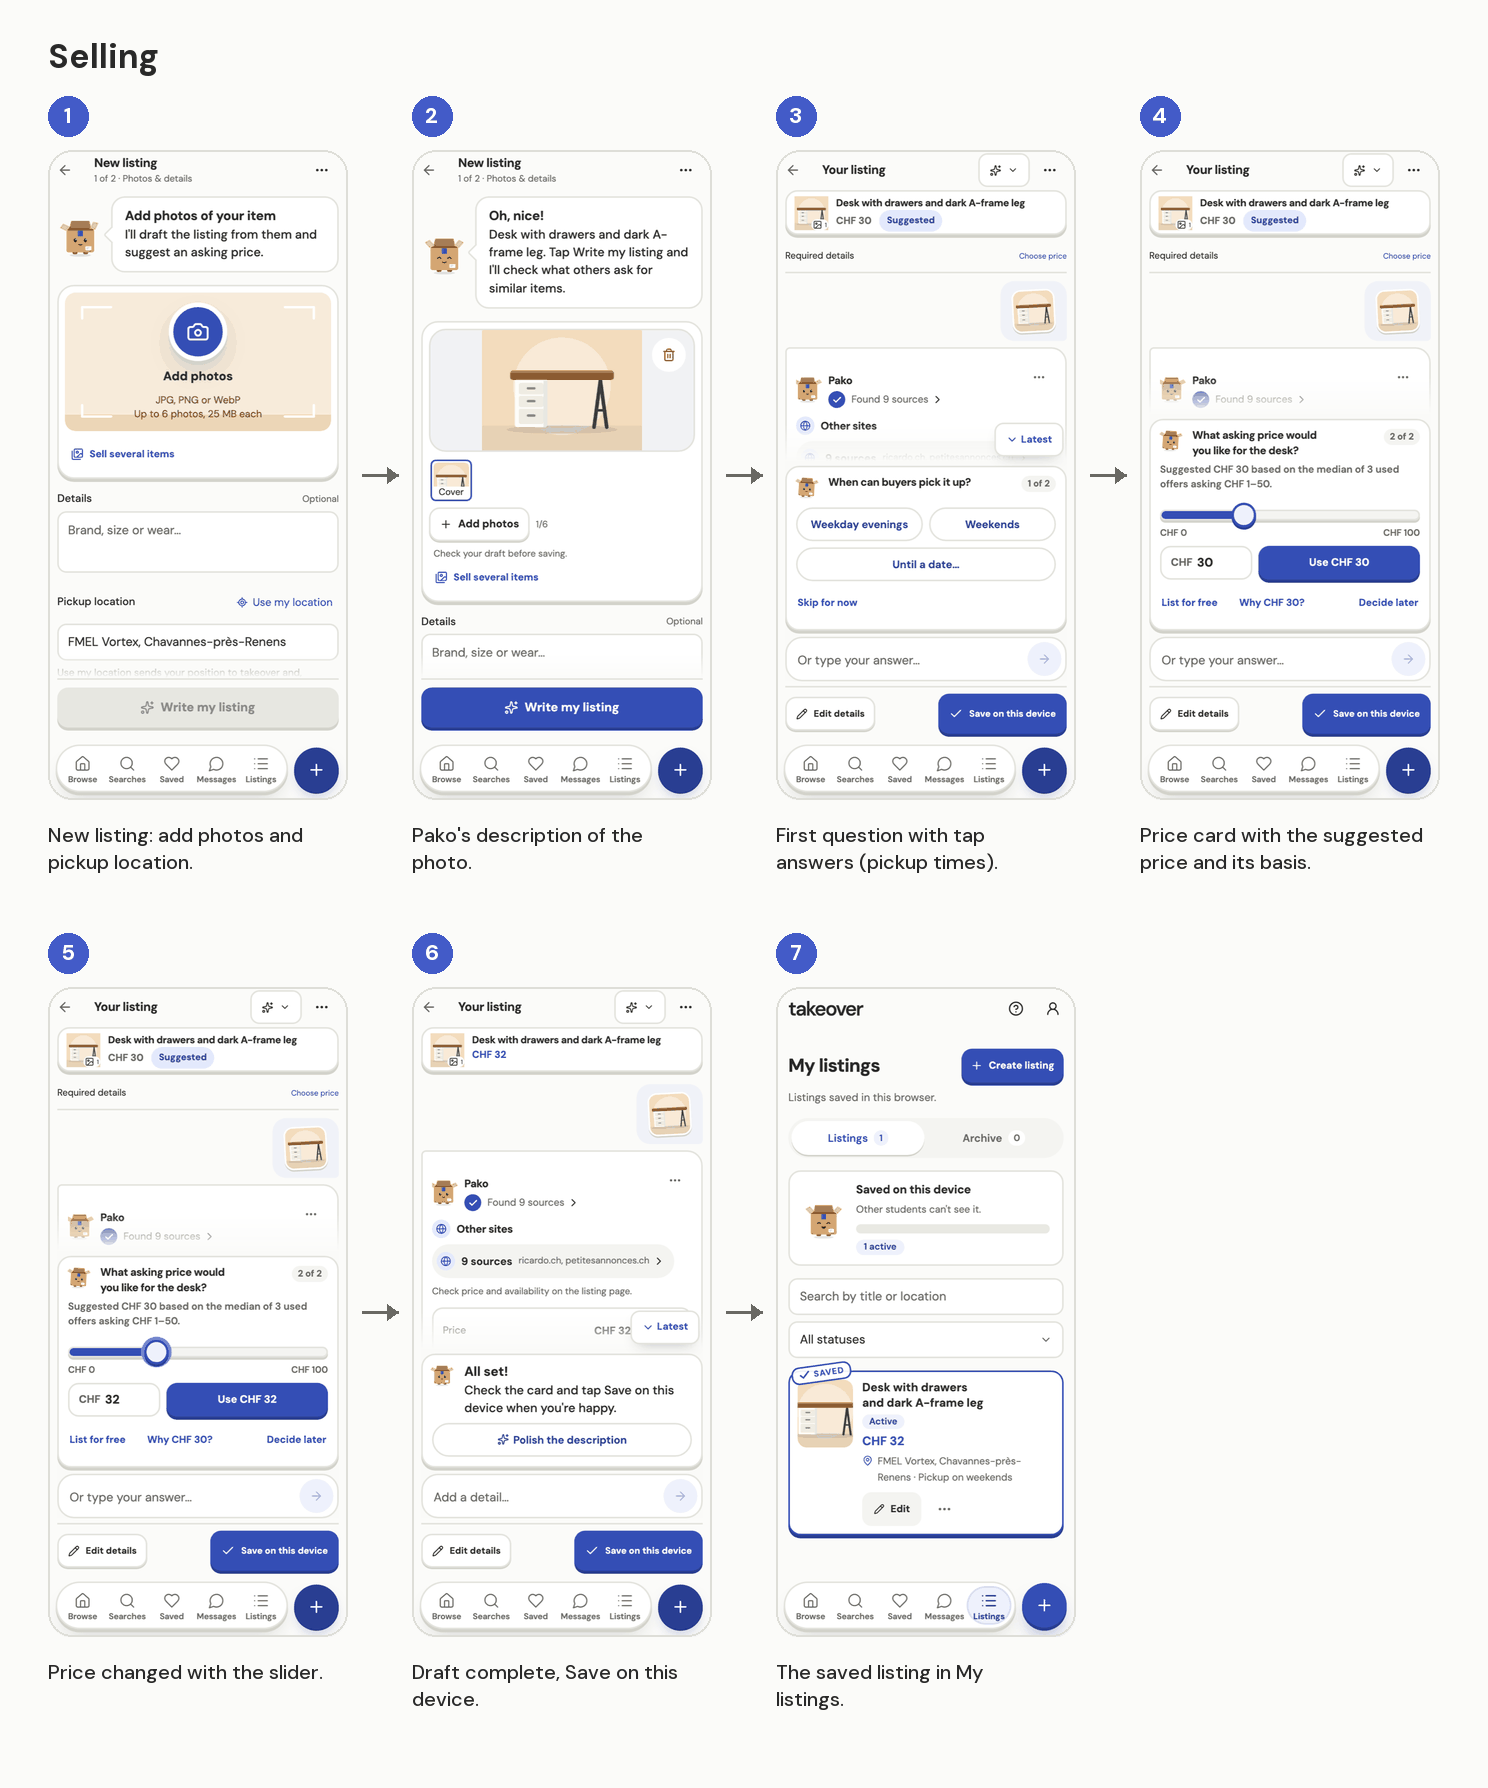 Selling
1
New listing
1 of 2 · Photos & details
Add photos of your item
I'll draft the listing from them and
suggest an asking price.
Add photos
JPG, PNG or WebP
Up to 6 photos, 25 MB each
Sell several items
Details Optional
Brand, size or wear...
Pickup location Use my location
FMEL Vortex, Chavannes-près-Renens
Use my location sends your position to takeover and,
Write my listing
Browse Searches Saved Messages Listings
New listing: add photos and
pickup location.
2
New listing
1 of 2 · Photos & details
Oh, nice!
Desk with drawers and dark A-
frame leg. Tap Write my listing and
I'll check what others ask for
similar items.
Cover
Add photos 1/6
Check your draft before saving.
Sell several items
Details Optional
Brand, size or wear...
Write my listing
Browse Searches Saved Messages Listings
Pako's description of the
photo.
3
Your listing
Desk with drawers and dark A-frame leg
CHF 30 Suggested
Required details Choose price
Pako
Found 9 sources
Other sites
9 sources ricardo.ch, petitesannonces
Latest
When can buyers pick it up? 1 of 2
Weekday evenings Weekends
Until a date...
Skip for now
Or type your answer...
Edit details Save on this device
Browse Searches Saved Messages Listings
First question with tap
answers (pickup times).
4
Your listing
Desk with drawers and dark A-frame leg
CHF 30 Suggested
Required details Choose price
Pako
Found 9 sources
What asking price would 2 of 2
you like for the desk?
Suggested CHF 30 based on the median of 3 used
offers asking CHF 1–50.
CHF 0 CHF 100
CHF 30 Use CHF 30
List for free Why CHF 30? Decide later
Or type your answer...
Edit details Save on this device
Browse Searches Saved Messages Listings
Price card with the suggested
price and its basis.
5
Your listing
Desk with drawers and dark A-frame leg
CHF 30 Suggested
Required details Choose price
Pako
Found 9 sources
What asking price would 2 of 2
you like for the desk?
Suggested CHF 30 based on the median of 3 used
offers asking CHF 1–50.
CHF 0 CHF 100
CHF 32 Use CHF 32
List for free Why CHF 30? Decide later
Or type your answer...
Edit details Save on this device
Browse Searches Saved Messages Listings
Price changed with the slider.
6
Your listing
Desk with drawers and dark A-frame leg
CHF 32
Pako
Found 9 sources
Other sites
9 sources ricardo.ch, petitesannonces.ch
Check price and availability on the listing page.
Price CHF 32
Latest
All set!
Check the card and tap Save on this
device when you're happy.
Polish the description
Add a detail...
Edit details Save on this device
Browse Searches Saved Messages Listings
Draft complete, Save on this
device.
7
takeover
My listings Create listing
Listings saved in this browser.
Listings 1 Archive 0
Saved on this device
Other students can't see it.
1 active
Search by title or location
All statuses
SAVED
Desk with drawers
and dark A-frame leg
Active
CHF 32
FMEL Vortex, Chavannes-près-
Renens · Pickup on weekends
Edit
Browse Searches Saved Messages Listings
The saved listing in My
listings.